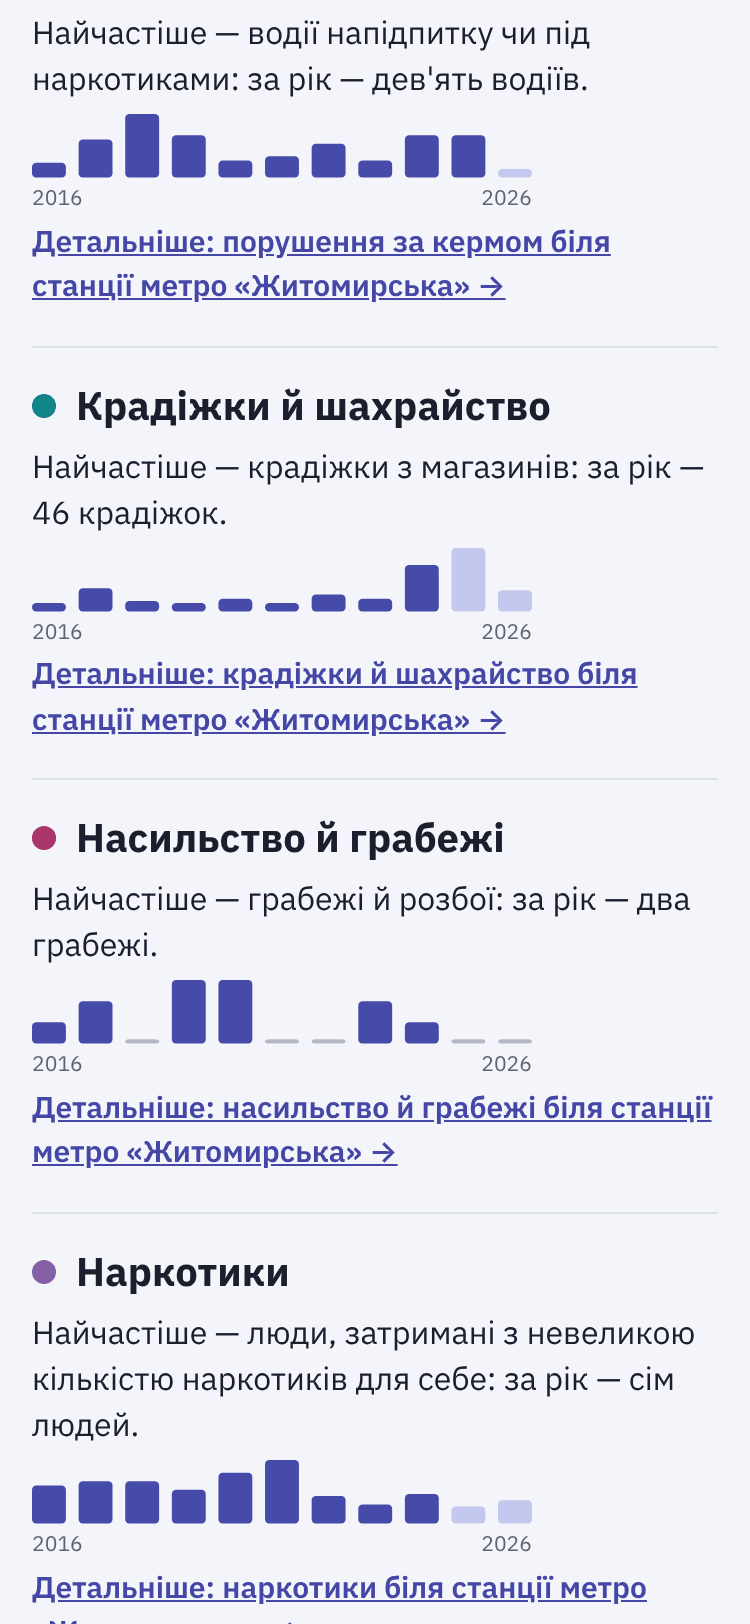 Найчастіше — водії напідпитку чи під
наркотиками: за рік — дев'ять водіїв.
2016 2026
Детальніше: порушення за кермом біля
станції метро «Житомирська» →
Крадіжки й шахрайство
Найчастіше — крадіжки з магазинів: за рік —
46 крадіжок.
2016 2026
Детальніше: крадіжки й шахрайство біля
станції метро «Житомирська» →
Насильство й грабежі
Найчастіше — грабежі й розбої: за рік — два
грабежі.
2016 2026
Детальніше: насильство й грабежі біля станції
метро «Житомирська» →
Наркотики
Найчастіше — люди, затримані з невеликою
кількістю наркотиків для себе: за рік — сім
людей.
2016 2026
Детальніше: наркотики біля станції метро